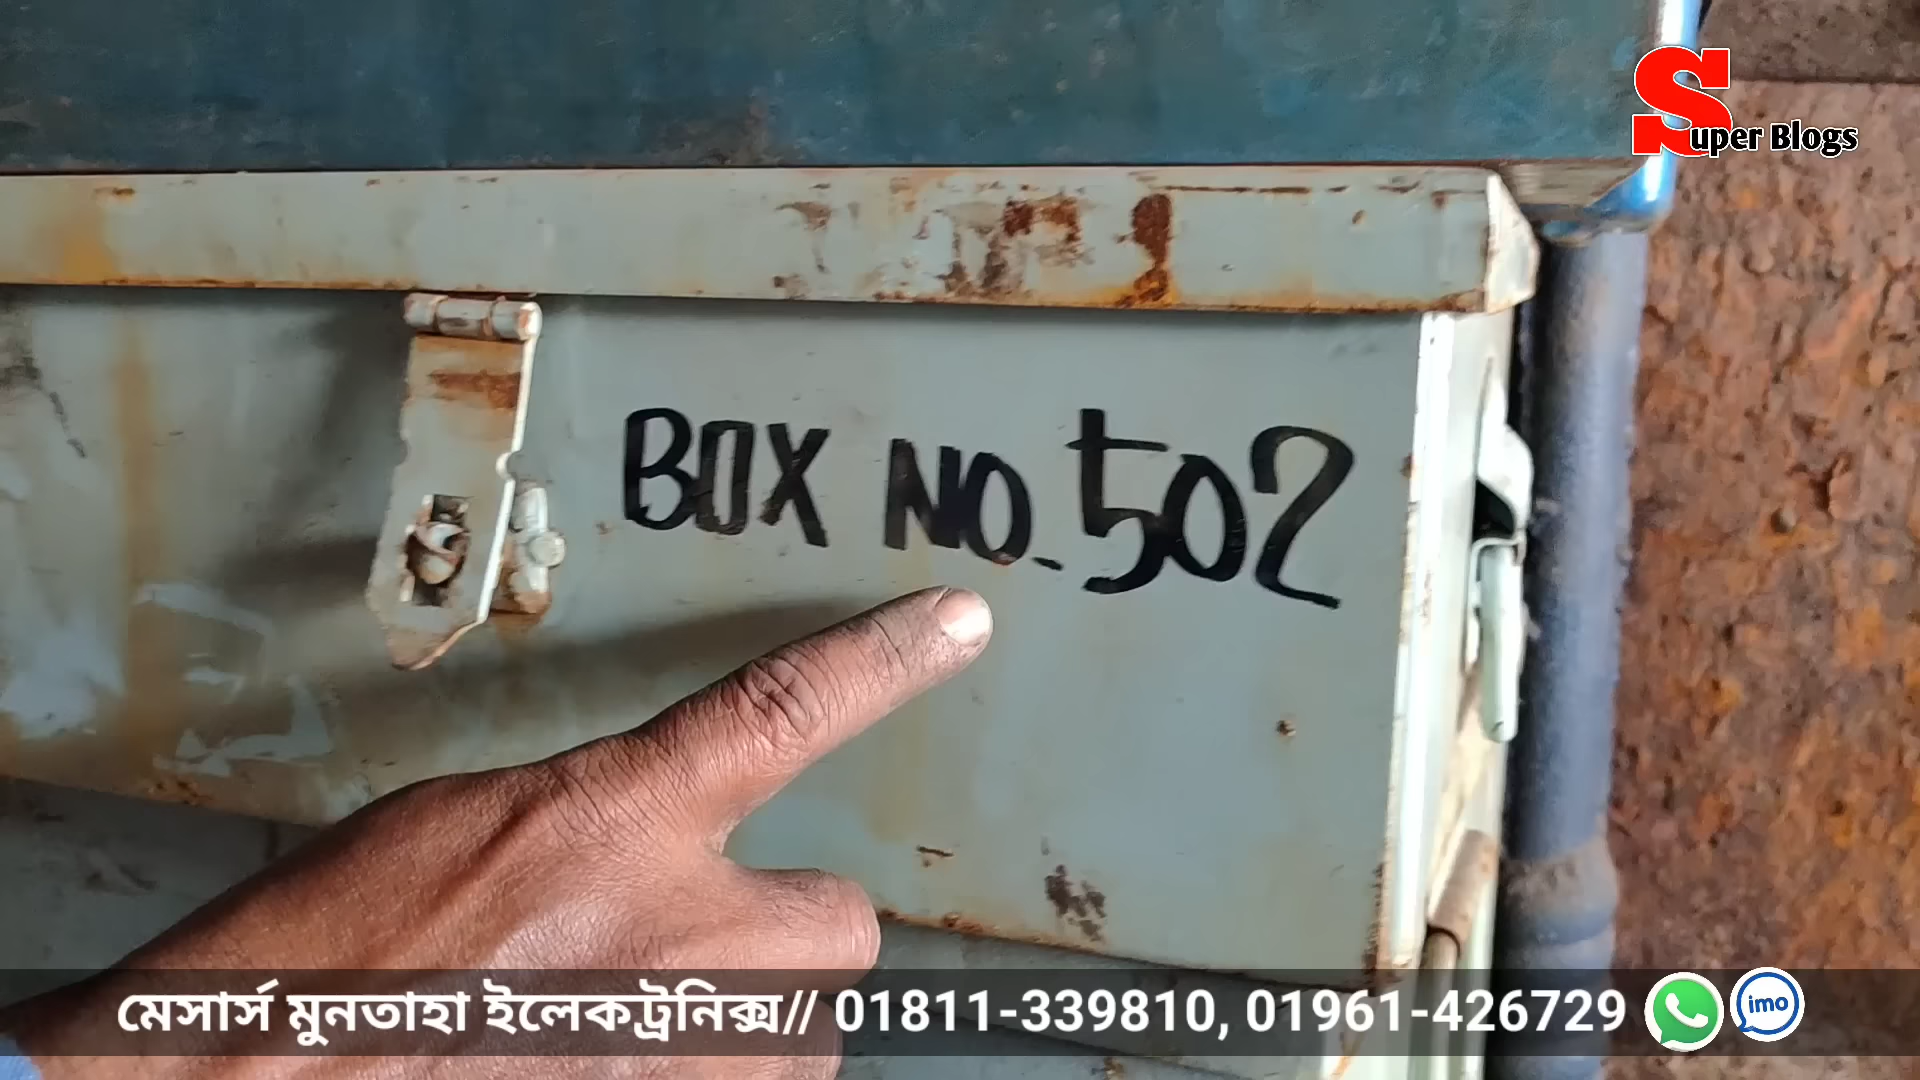 Super Blogs
BOX NO. 502
মেসার্স মুনতাহা ইলেকট্রনিক্স// 01811-339810, 01961-426729
imo